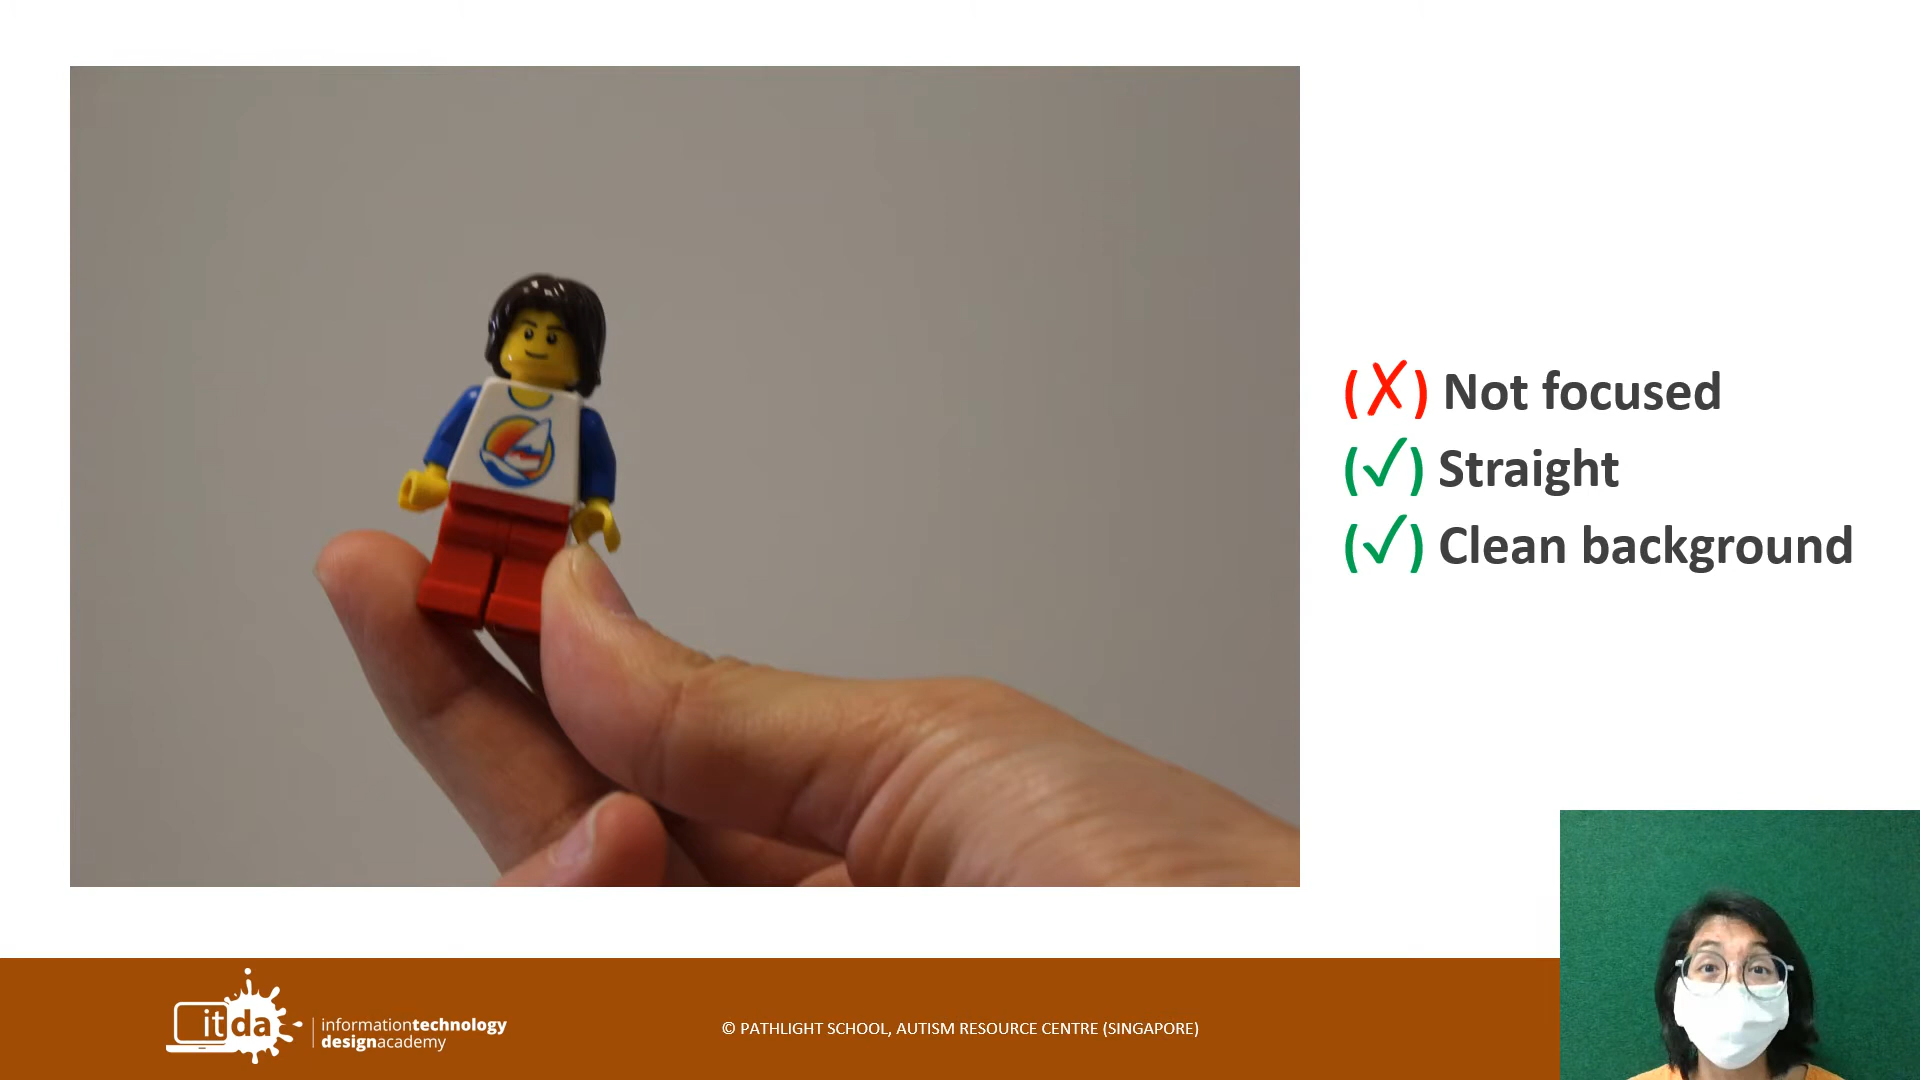 (✗) Not focused
(✓) Straight
(✓) Clean background
itda
informationtechnology
designacademy
© PATHLIGHT SCHOOL, AUTISM RESOURCE CENTRE (SINGAPORE)